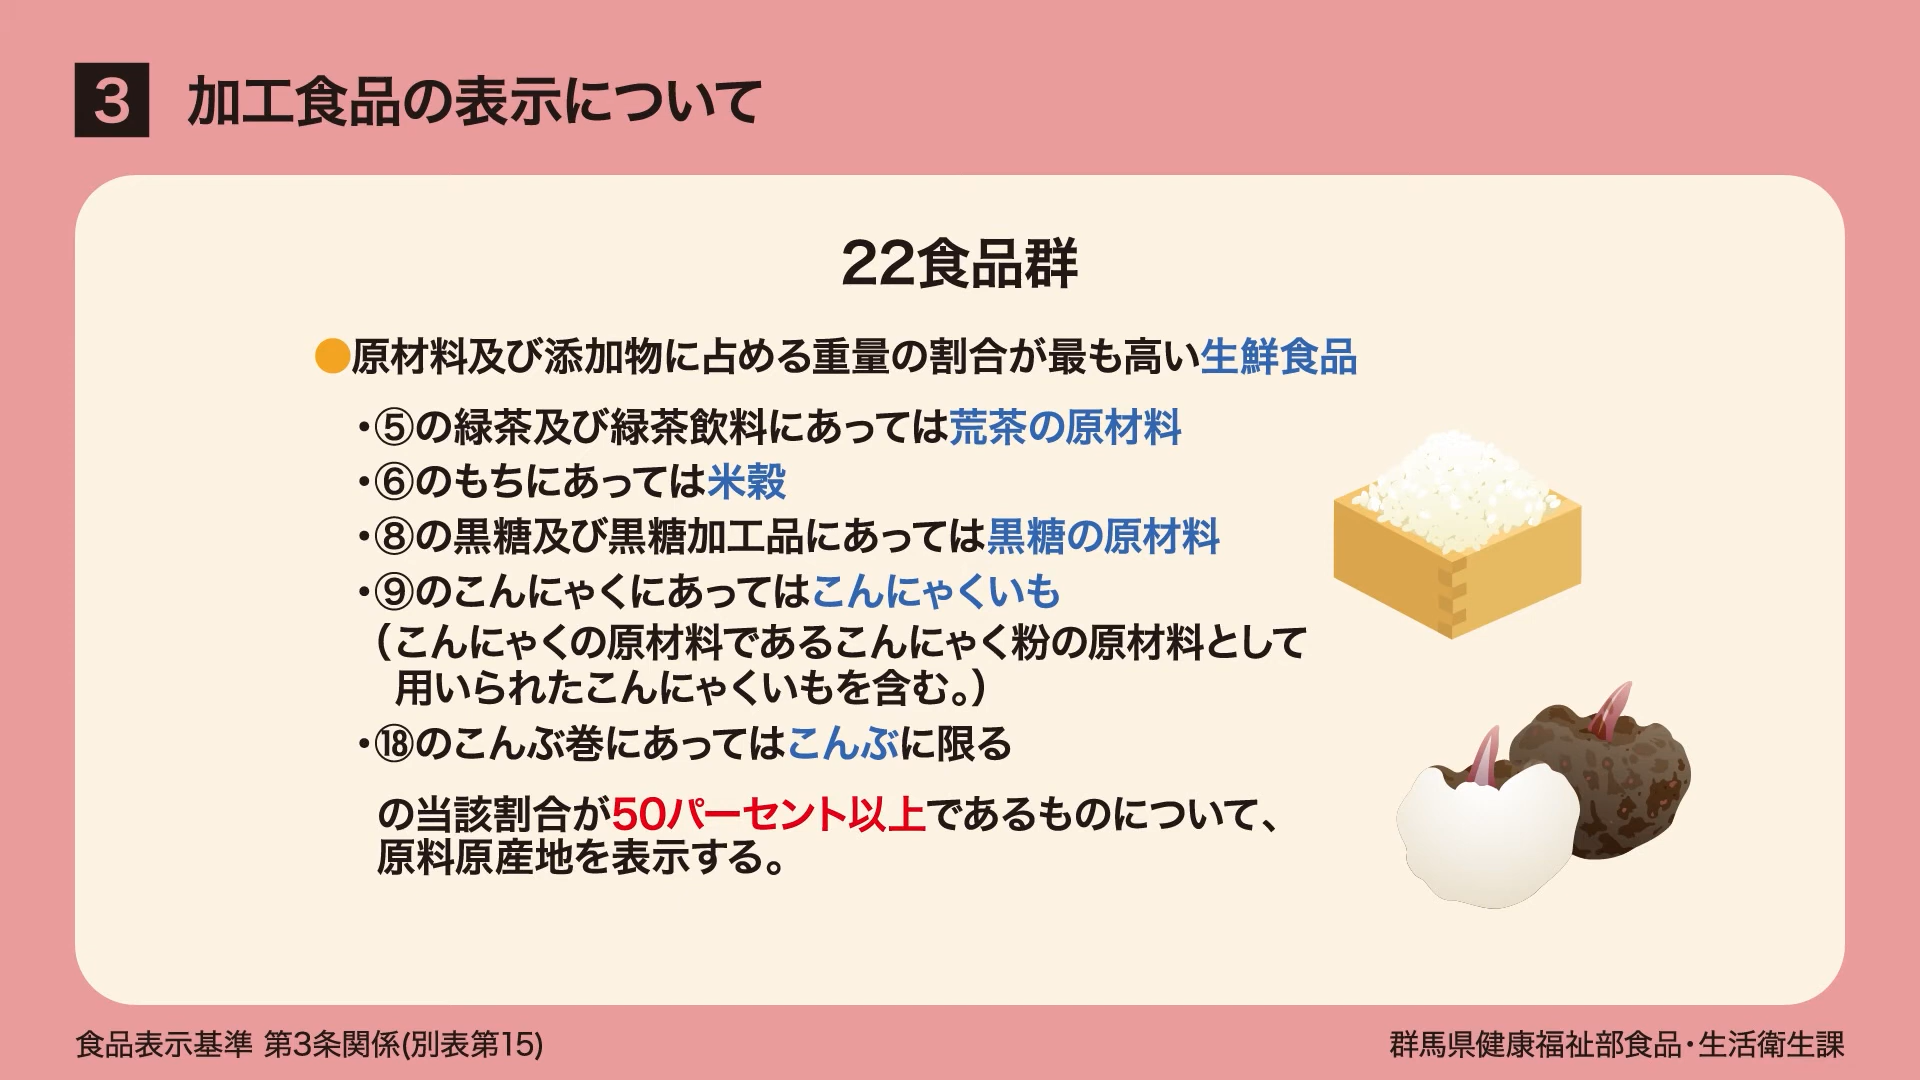 3 加工食品の表示について
22食品群
●原材料及び添加物に占める重量の割合が最も高い生鮮食品
・⑤の緑茶及び緑茶飲料にあっては荒茶の原材料
・⑥のもちにあっては米穀
・⑧の黒糖及び黒糖加工品にあっては黒糖の原材料
・⑨のこんにゃくにあってはこんにゃくいも
（こんにゃくの原材料であるこんにゃく粉の原材料として
用いられたこんにゃくいもを含む。）
・⑱のこんぶ巻にあってはこんぶに限る
の当該割合が50パーセント以上であるものについて、
原料原産地を表示する。
食品表示基準 第3条関係(別表第15)
群馬県健康福祉部食品・生活衛生課